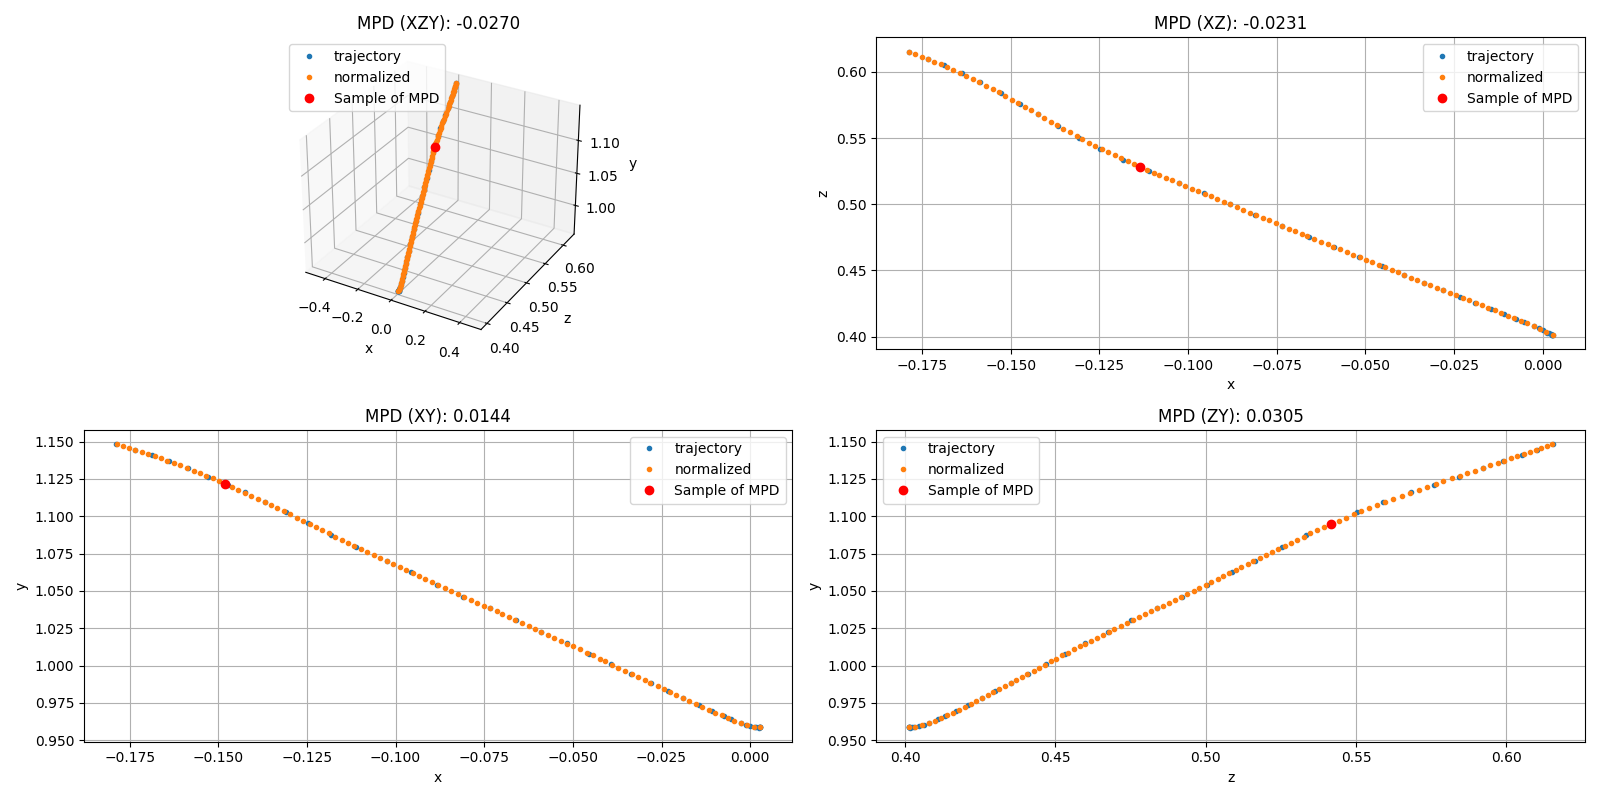 MPD (XZY): -0.0270
trajectory
normalized
Sample of MPD
1.10
1.05
1.00
y
0.60
0.55
0.50
0.45
0.40
z
−0.4
−0.2
0.0
0.2
0.4
x
MPD (XZ): -0.0231
trajectory
normalized
Sample of MPD
0.60
0.55
0.50
0.45
0.40
z
−0.175
−0.150
−0.125
−0.100
−0.075
−0.050
−0.025
0.000
x
MPD (XY): 0.0144
trajectory
normalized
Sample of MPD
1.150
1.125
1.100
1.075
1.050
1.025
1.000
0.975
0.950
y
−0.175
−0.150
−0.125
−0.100
−0.075
−0.050
−0.025
0.000
x
MPD (ZY): 0.0305
trajectory
normalized
Sample of MPD
1.150
1.125
1.100
1.075
1.050
1.025
1.000
0.975
0.950
y
0.40
0.45
0.50
0.55
0.60
z